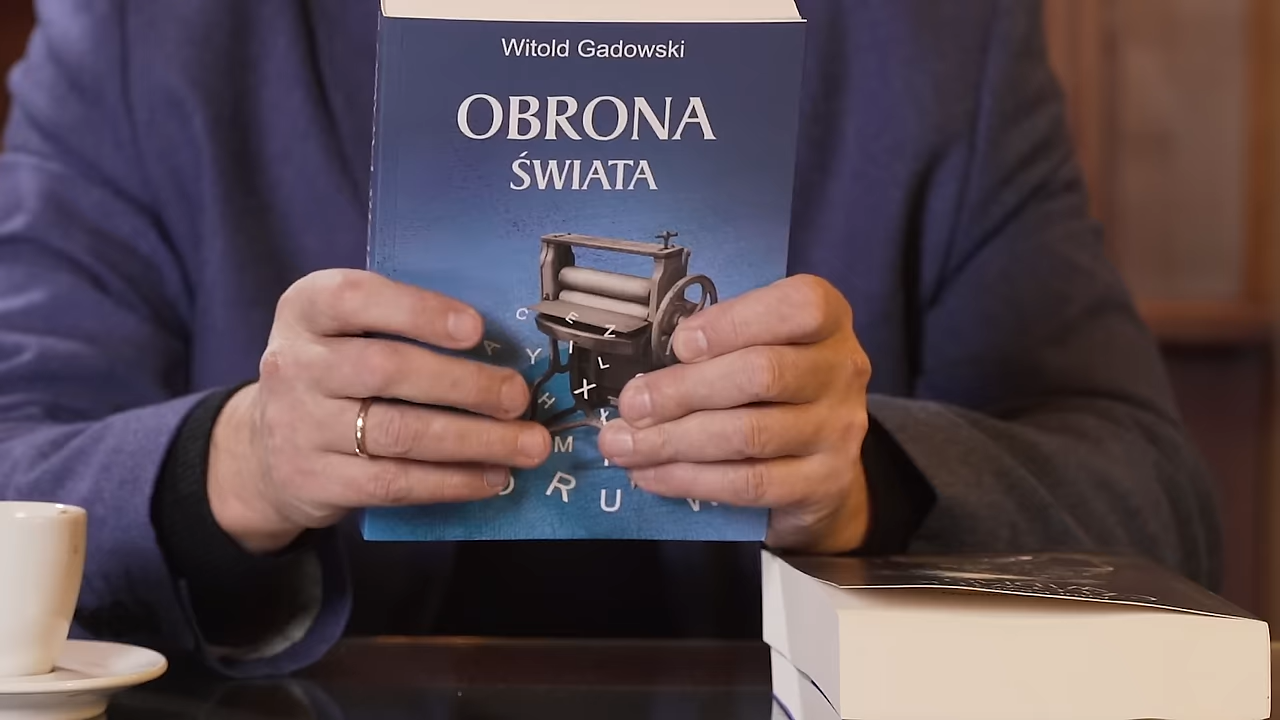 Witold Gadowski
OBRONA
ŚWIATA
C E Z
A Y I L
H X
M
D R U